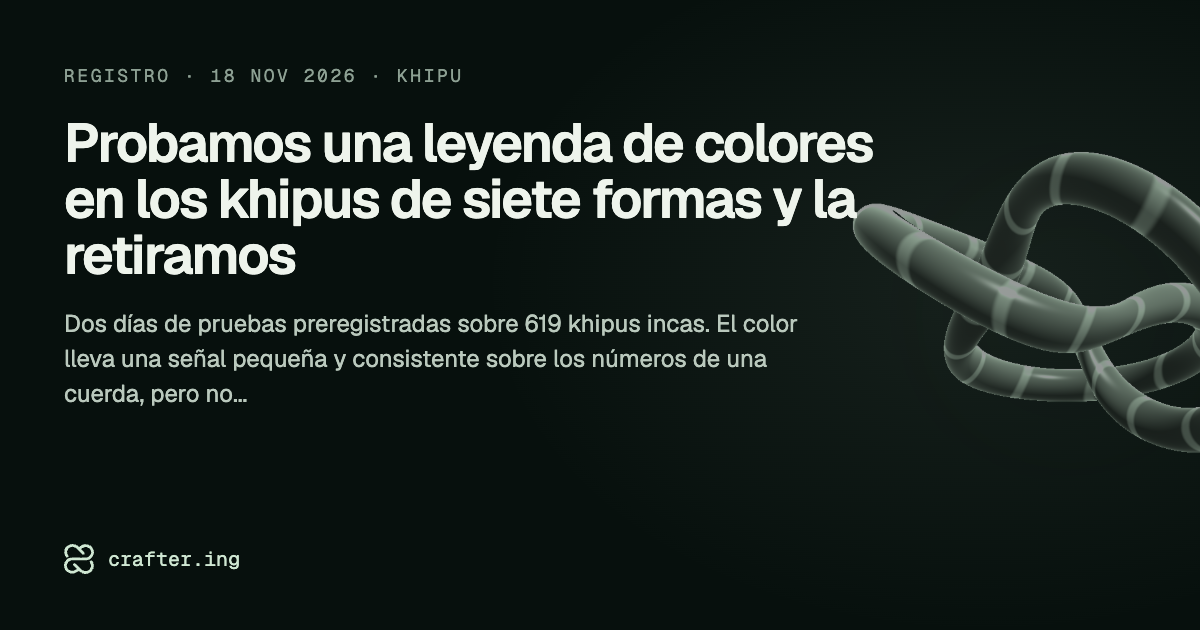 REGISTRO · 18 NOV 2026 · KHIPU
Probamos una leyenda de colores
en los khipus de siete formas y la
retiramos
Dos días de pruebas preregistradas sobre 619 khipus incas. El color
lleva una señal pequeña y consistente sobre los números de una
cuerda, pero no...
crafter.ing